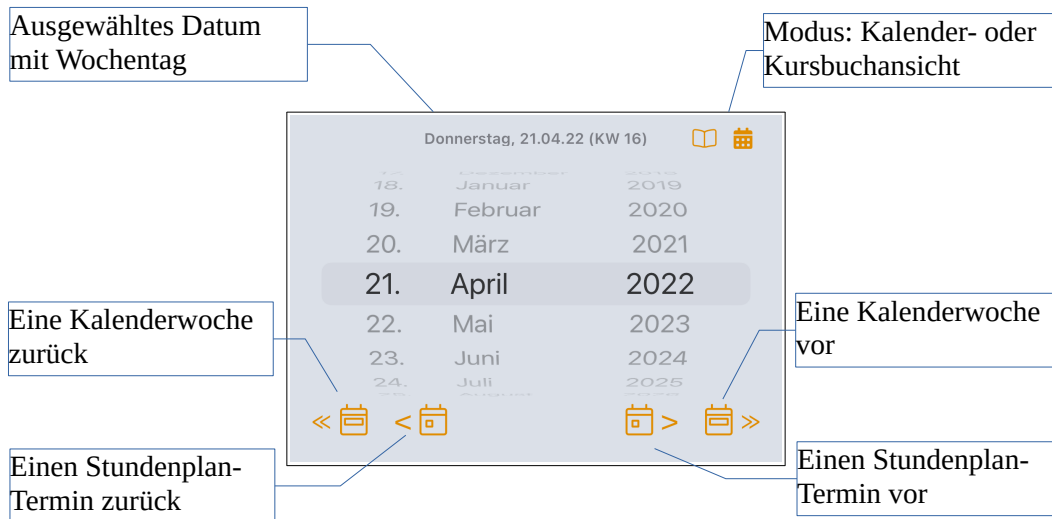 Ausgewähltes Datum
mit Wochentag
Modus: Kalender- oder
Kursbuchansicht
Donnerstag, 21.04.22 (KW 16)
Dezember
18. Januar 2019
19. Februar 2020
20. März 2021
21. April 2022
22. Mai 2023
23. Juni 2024
24. Juli 2025
August
Eine Kalenderwoche
zurück
Eine Kalenderwoche
vor
« < > »
Einen Stundenplan-
Termin zurück
Einen Stundenplan-
Termin vor